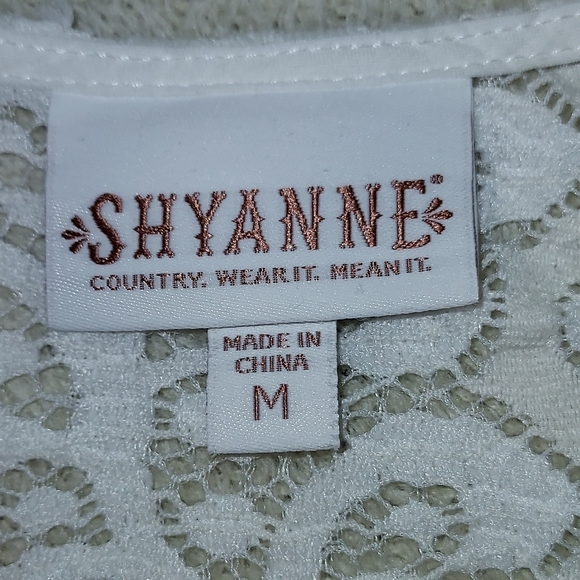 SHYANNE®
COUNTRY. WEAR IT. MEAN IT.
MADE IN
CHINA
M